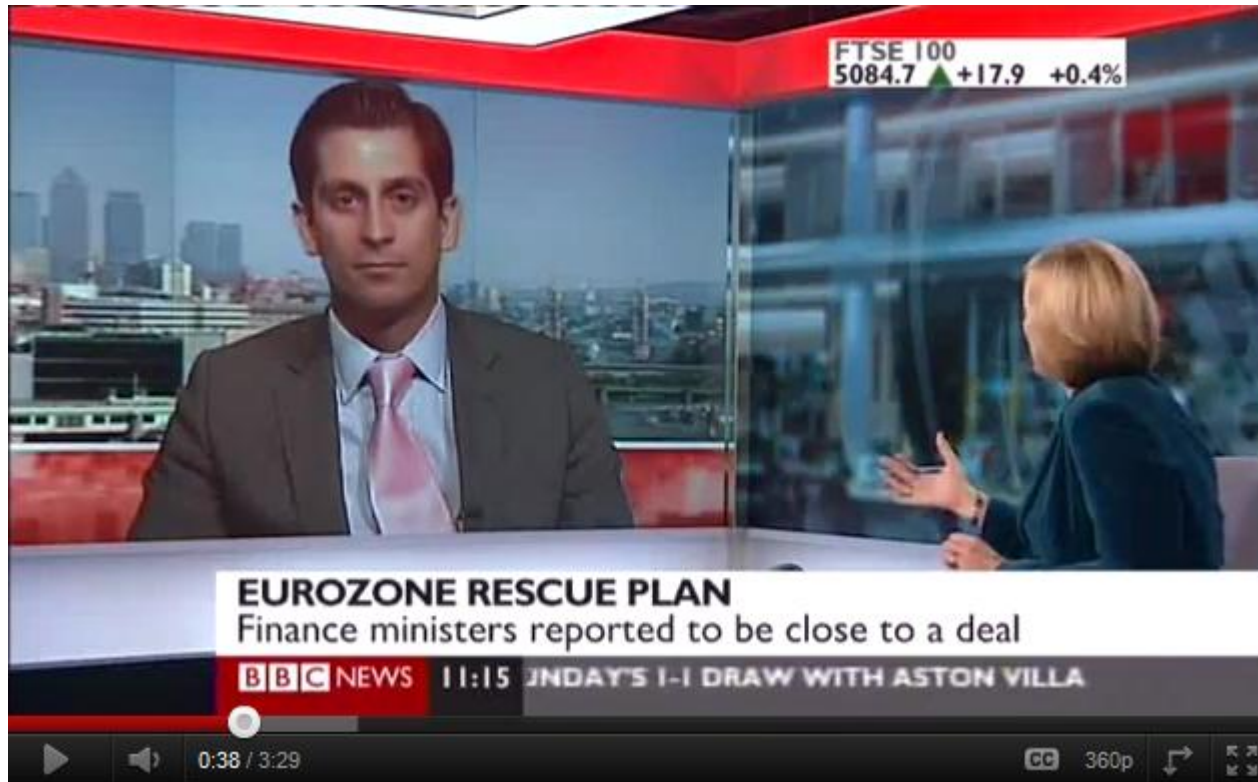 FTSE 100
5084.7 ▲ +17.9 +0.4%
EUROZONE RESCUE PLAN
Finance ministers reported to be close to a deal
BBC NEWS 11:15 UNDAY'S 1-1 DRAW WITH ASTON VILLA
0:38 / 3:29 CC 360p